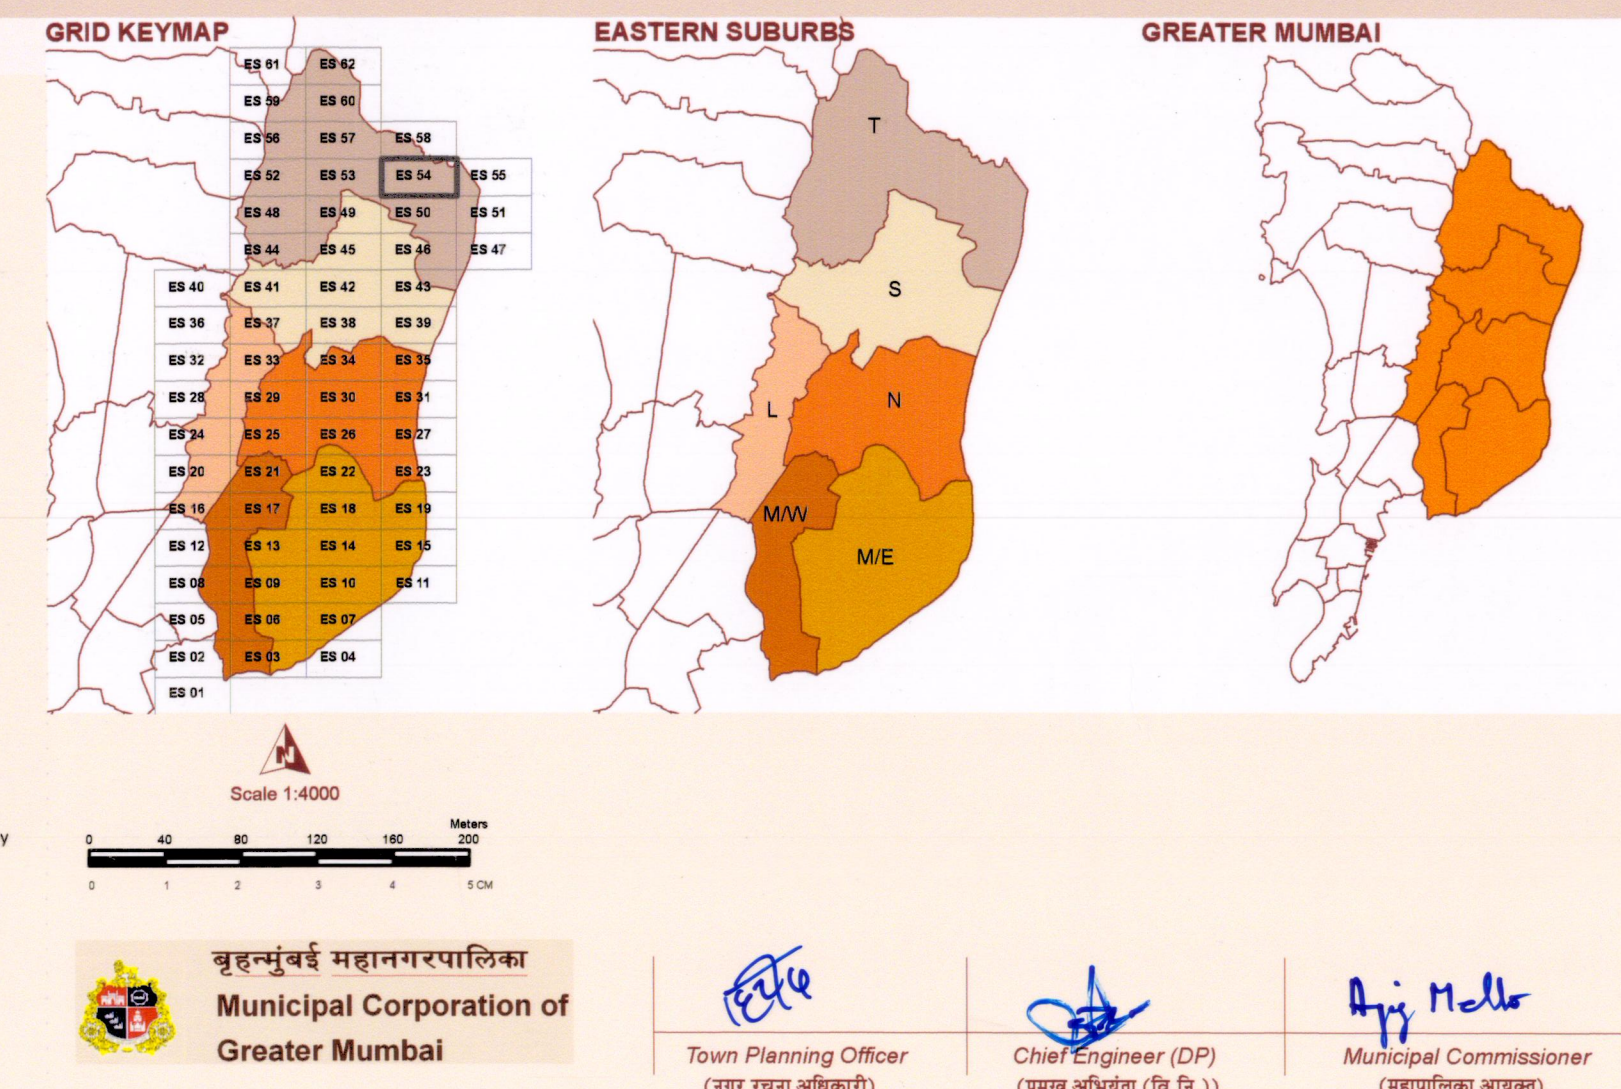 GRID KEYMAP
ES 61 ES 62
ES 59 ES 60
ES 56 ES 57 ES 58
ES 52 ES 53 ES 54 ES 55
ES 48 ES 49 ES 50 ES 51
ES 44 ES 45 ES 46 ES 47
ES 40 ES 41 ES 42 ES 43
ES 36 ES 37 ES 38 ES 39
ES 32 ES 33 ES 34 ES 35
ES 28 ES 29 ES 30 ES 31
ES 24 ES 25 ES 26 ES 27
ES 20 ES 21 ES 22 ES 23
ES 16 ES 17 ES 18 ES 19
ES 12 ES 13 ES 14 ES 15
ES 08 ES 09 ES 10 ES 11
ES 05 ES 06 ES 07
ES 02 ES 03 ES 04
ES 01
EASTERN SUBURBS
T
S
L N
M/W
M/E
GREATER MUMBAI
N
Scale 1:4000
Meters
y
0 40 80 120 160 200
0 1 2 3 4 5 CM
बृहन्मुंबई महानगरपालिका
Municipal Corporation of
Greater Mumbai
Town Planning Officer
(नगर रचना अधिकारी)
Chief Engineer (DP)
(प्रमुख अभियंता (वि.नि.))
Municipal Commissioner
(महापालिका आयुक्त)